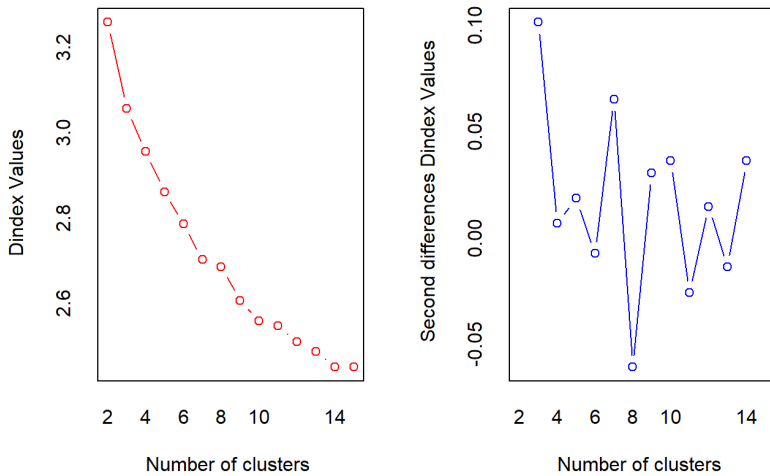 Dindex Values
3.2
3.0
2.8
2.6
2 4 6 8 10 14
Number of clusters
Second differences Dindex Values
0.10
0.05
0.00
-0.05
2 4 6 8 10 14
Number of clusters